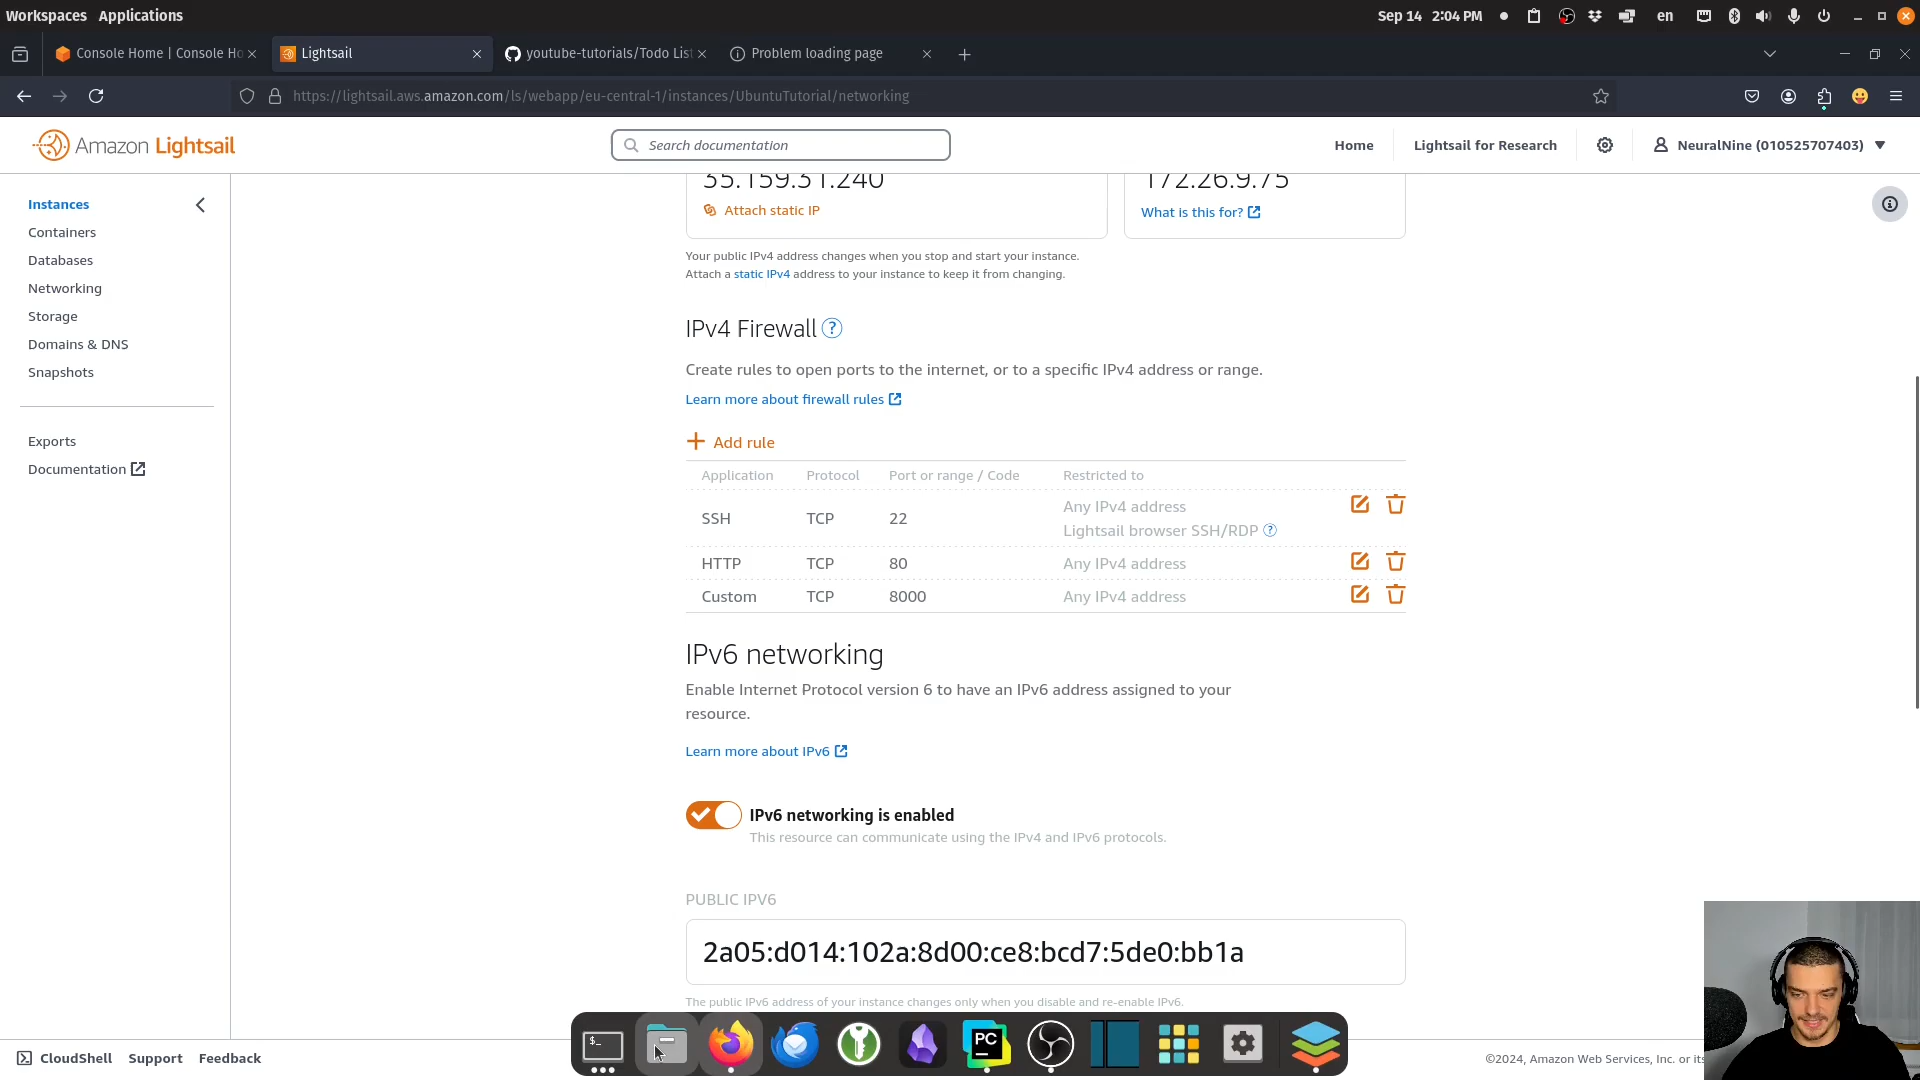 Workspaces Applications
Sep 14 2:04 PM
en
Console Home | Console Ho
Lightsail
youtube-tutorials/Todo List
Problem loading page
https://lightsail.aws.amazon.com/ls/webapp/eu-central-1/instances/UbuntuTutorial/networking
Amazon Lightsail
Search documentation
Home
Lightsail for Research
NeuralNine (010525707403)
Instances
Containers
Databases
Networking
Storage
Domains & DNS
Snapshots
Exports
Documentation
35.159.31.240
Attach static IP
172.26.9.75
What is this for?
Your public IPv4 address changes when you stop and start your instance.
Attach a static IPv4 address to your instance to keep it from changing.
IPv4 Firewall ?
Create rules to open ports to the internet, or to a specific IPv4 address or range.
Learn more about firewall rules
+ Add rule
Application Protocol Port or range / Code Restricted to
SSH TCP 22 Any IPv4 address
Lightsail browser SSH/RDP ?
HTTP TCP 80 Any IPv4 address
Custom TCP 8000 Any IPv4 address
IPv6 networking
Enable Internet Protocol version 6 to have an IPv6 address assigned to your
resource.
Learn more about IPv6
IPv6 networking is enabled
This resource can communicate using the IPv4 and IPv6 protocols.
PUBLIC IPV6
2a05:d014:102a:8d00:ce8:bcd7:5de0:bb1a
The public IPv6 address of your instance changes only when you disable and re-enable IPv6.
$_
PC
CloudShell Support Feedback
©2024, Amazon Web Services, Inc. or its